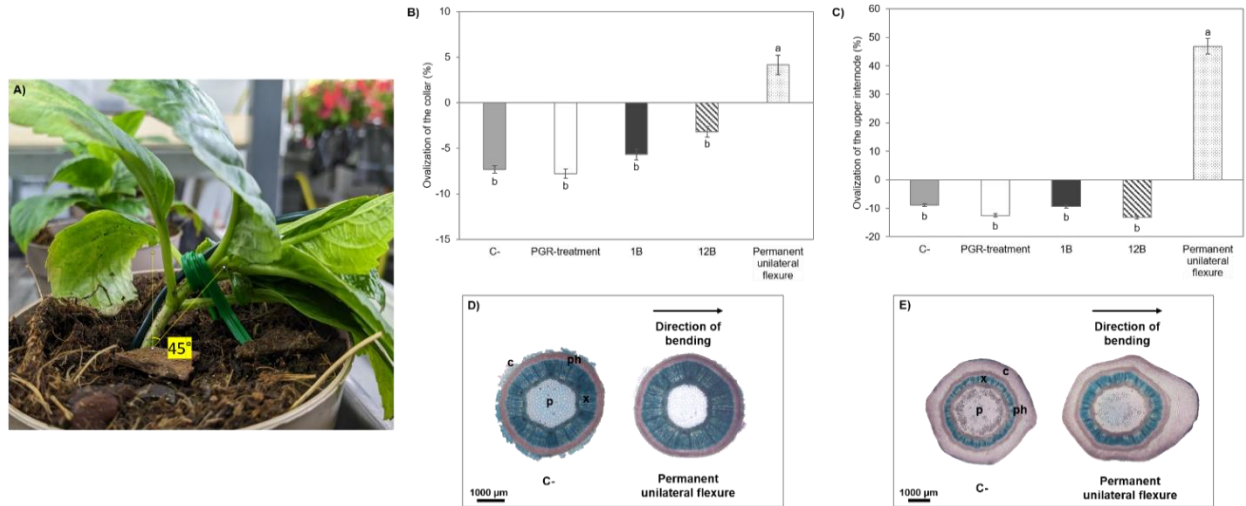 A)
45°
B)
Ovalization of the collar (%)
10
5
0
-5
-10
-15
b
b
b
b
a
C-
PGR-treatment
1B
12B
Permanent
unilateral
flexure
C)
Ovalization of the upper internode (%)
60
50
40
30
20
10
0
-10
-20
b
b
b
b
a
C-
PGR-treatment
1B
12B
Permanent
unilateral
flexure
D)
Direction of
bending
c
ph
p
x
C-
Permanent
unilateral flexure
1000 µm
E)
Direction of
bending
c
x
p
ph
C-
Permanent
unilateral flexure
1000 µm